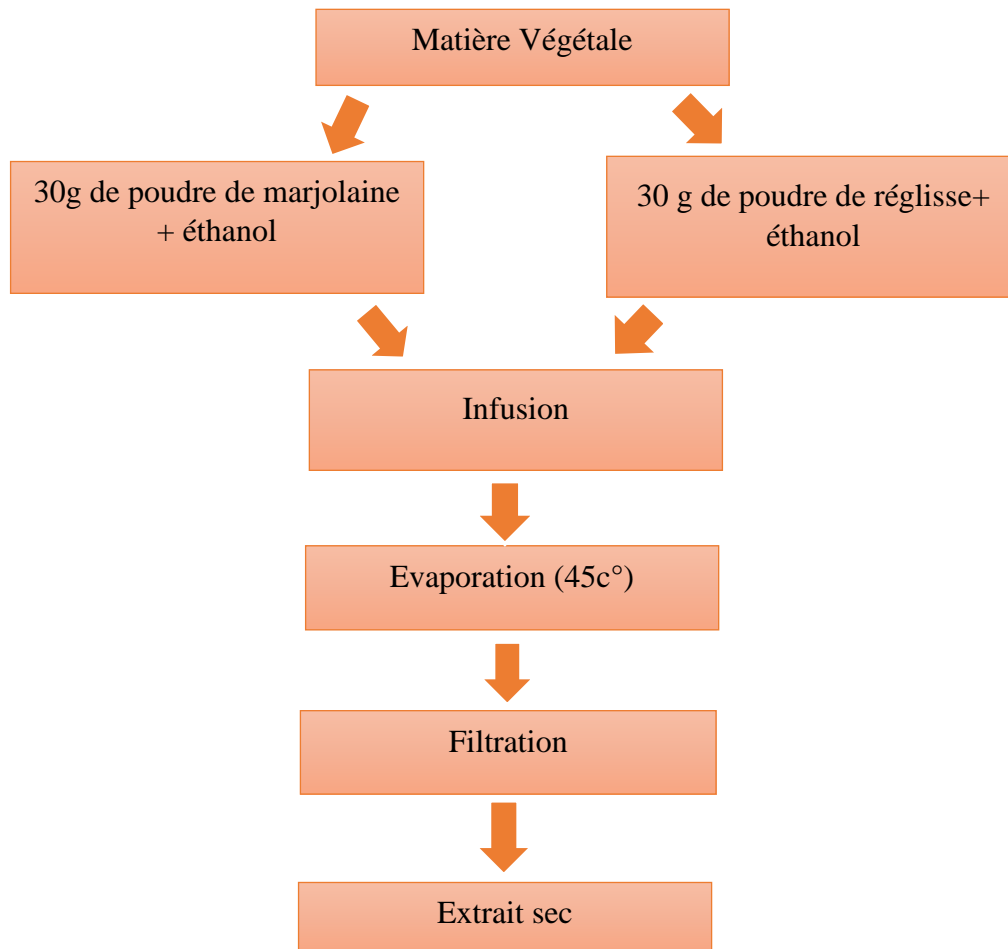 Matière Végétale
30g de poudre de marjolaine
+ éthanol
30 g de poudre de réglisse+
éthanol
Infusion
Evaporation (45c°)
Filtration
Extrait sec